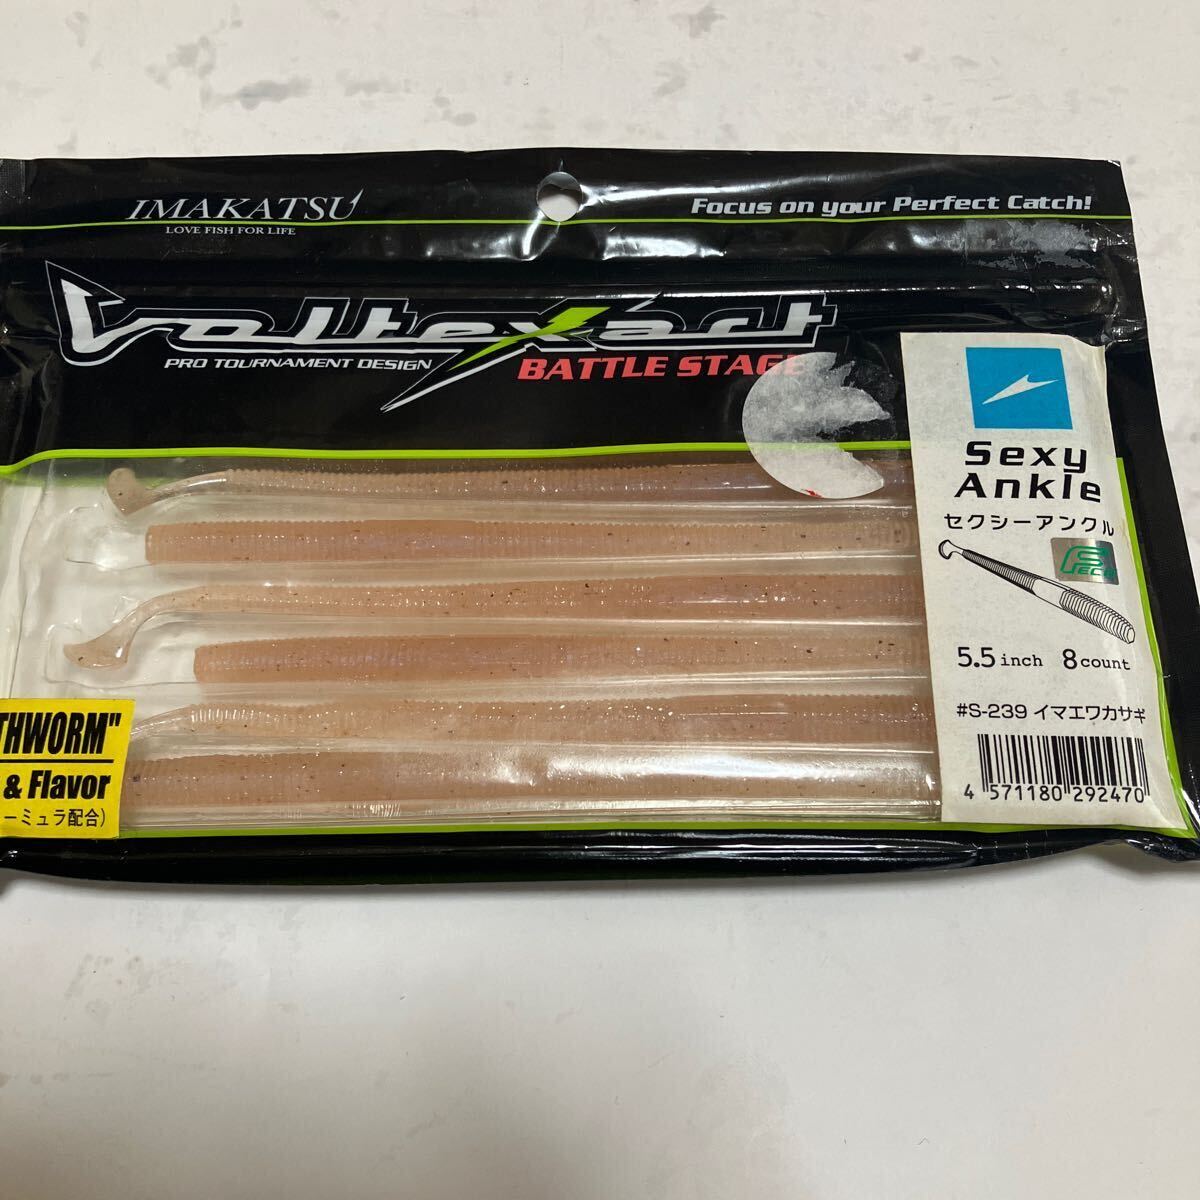 IMAKATSU
LOVE FISH FOR LIFE
Focus on your Perfect Catch!
VoltexXact
PRO TOURNAMENT DESIGN
BATTLE STAGE
Sexy
Ankle
セクシーアンクル
FECO
5.5 inch 8 count
#S-239 イマエワカサギ
4 571180 292470
THWORM"
& Flavor
ーミュラ配合)